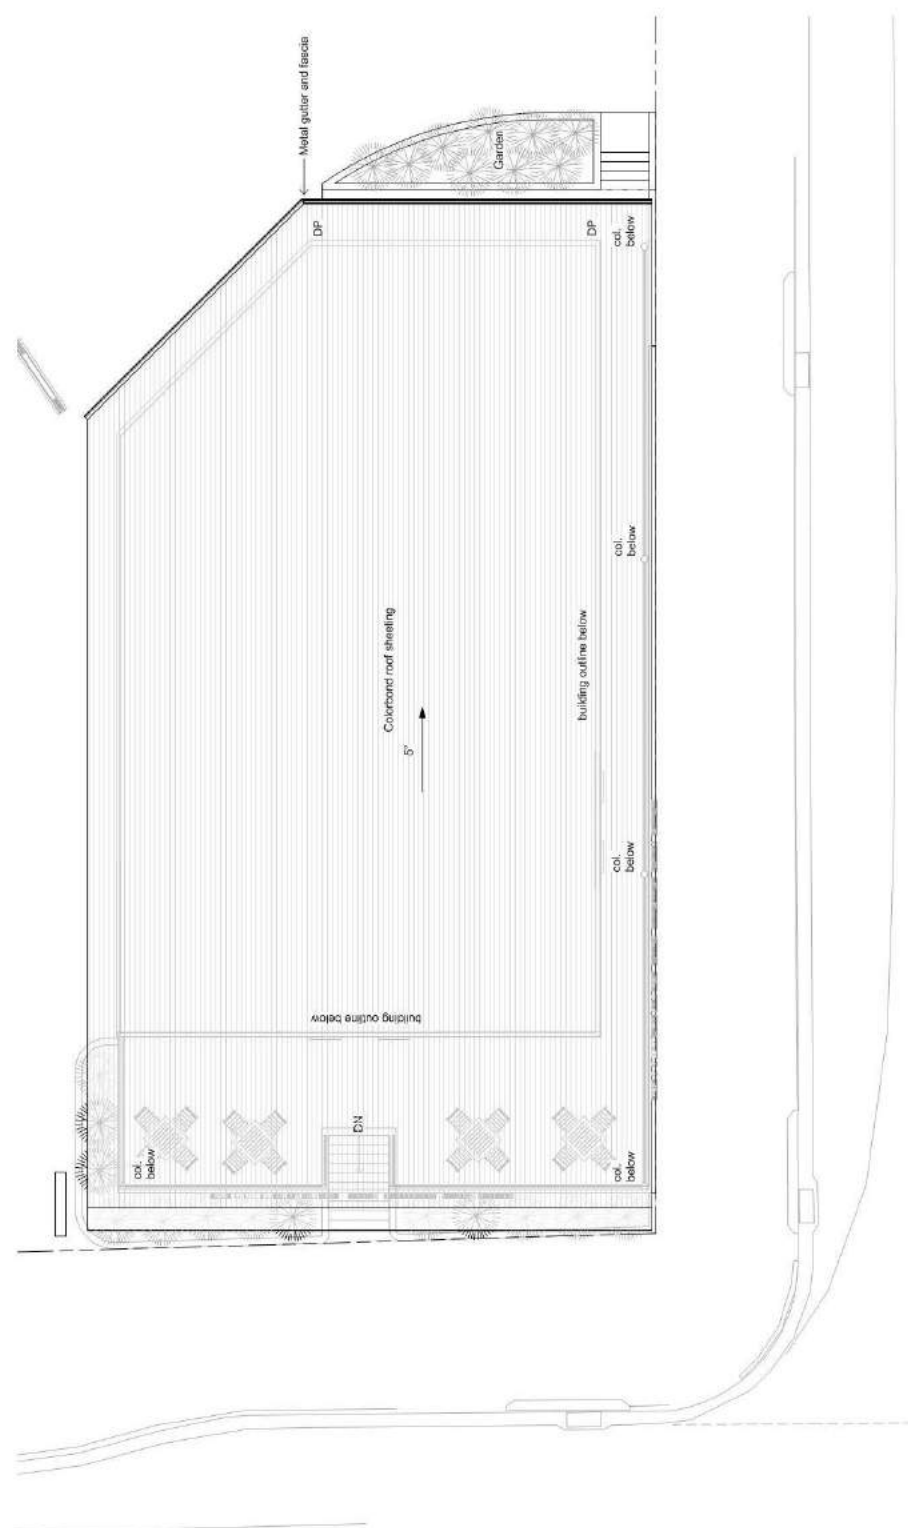 Metal gutter and fascia
Garden
DP
DP
col.
below
col.
below
Colorbond roof sheeting
building outline below
5°
col.
below
building outline below
DN
col.
below
col.
below